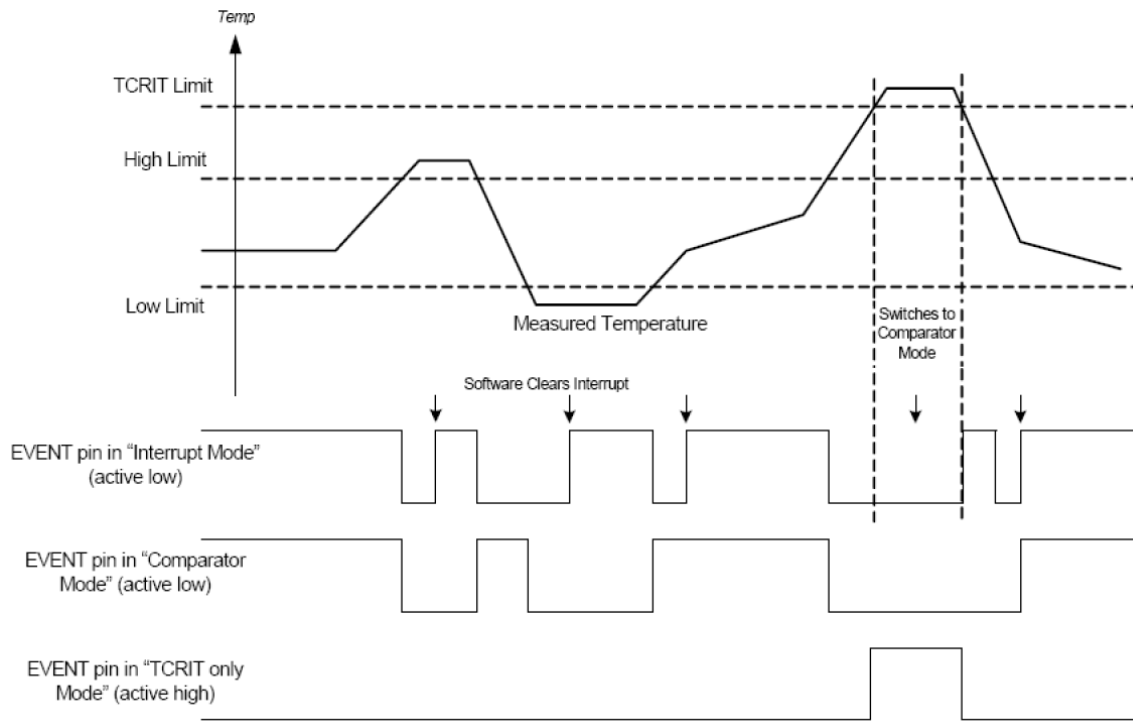 Temp
TCRIT Limit
High Limit
Low Limit
Measured Temperature
Switches to
Comparator
Mode
Software Clears Interrupt
EVENT pin in “Interrupt Mode”
(active low)
EVENT pin in “Comparator
Mode” (active low)
EVENT pin in “TCRIT only
Mode” (active high)